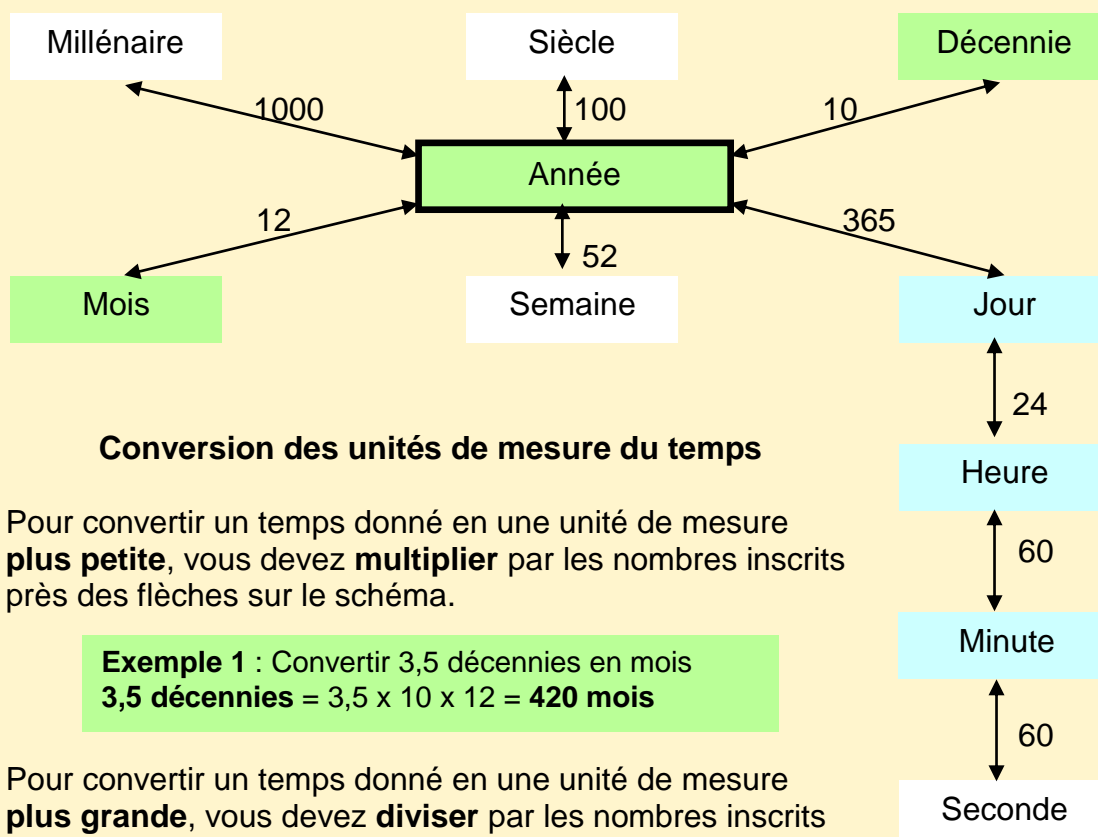 Millénaire Siècle Décennie
1000 100 10
Année
12 52 365
Mois Semaine Jour
24
Conversion des unités de mesure du temps
Heure
Pour convertir un temps donné en une unité de mesure
plus petite, vous devez multiplier par les nombres inscrits
près des flèches sur le schéma.
60
Minute
Exemple 1 : Convertir 3,5 décennies en mois
3,5 décennies = 3,5 x 10 x 12 = 420 mois
60
Pour convertir un temps donné en une unité de mesure
plus grande, vous devez diviser par les nombres inscrits
Seconde